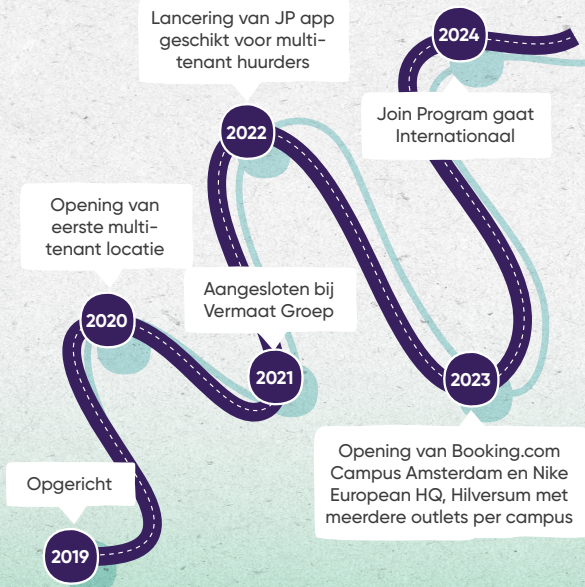 Lancering van JP app
geschikt voor multi-
tenant huurders
2024
Join Program gaat
Internationaal
2022
Opening van
eerste multi-
tenant locatie
Aangesloten bij
Vermaat Groep
2020
2021
2023
Opening van Booking.com
Campus Amsterdam en Nike
European HQ, Hilversum met
meerdere outlets per campus
Opgericht
2019